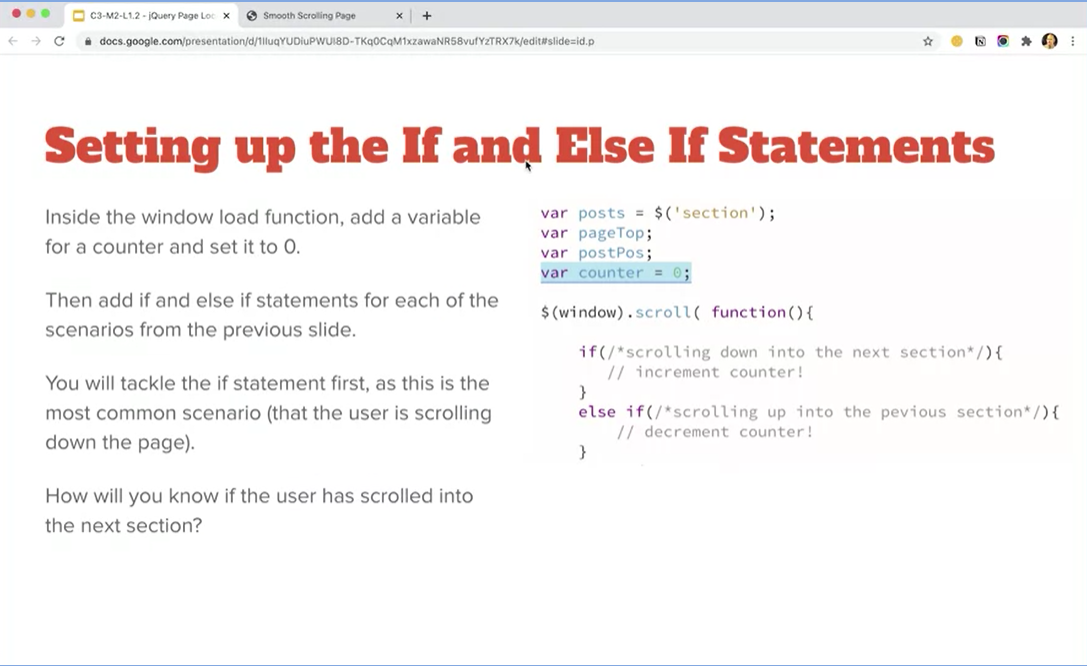 C3-M2-L1.2 - jQuery Page Loc
Smooth Scrolling Page
docs.google.com/presentation/d/1IluqYUDiuPWUI8D-TKq0CqM1xzawaNR58vufYzTRX7k/edit#slide=id.p
Setting up the If and Else If Statements
Inside the window load function, add a variable
for a counter and set it to 0.
Then add if and else if statements for each of the
scenarios from the previous slide.
You will tackle the if statement first, as this is the
most common scenario (that the user is scrolling
down the page).
How will you know if the user has scrolled into
the next section?
var posts = $('section');
var pageTop;
var postPos;
var counter = 0;
$(window).scroll( function(){
if(/*scrolling down into the next section*/){
// increment counter!
}
else if(/*scrolling up into the pevious section*/){
// decrement counter!
}